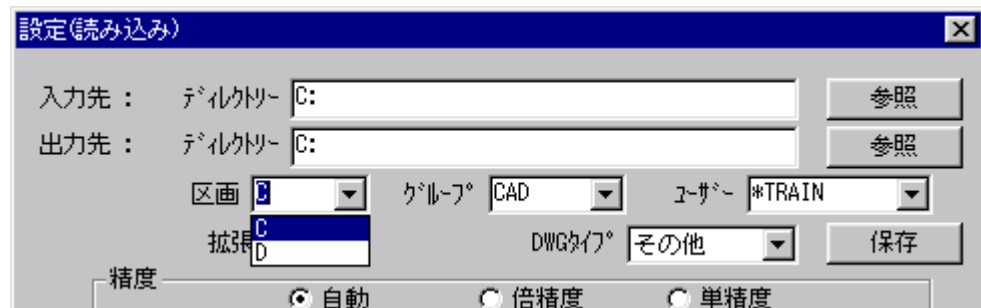 設定(読み込み)
入力先： ﾃﾞｨﾚｸﾄﾘｰ C: 参照
出力先： ﾃﾞｨﾚｸﾄﾘｰ C: 参照
区画 C ｸﾞﾙｰﾌﾟ CAD ﾕｰｻﾞｰ *TRAIN
C
D
拡張 DWGﾀｲﾌﾟ その他 保存
精度
自動 倍精度 単精度